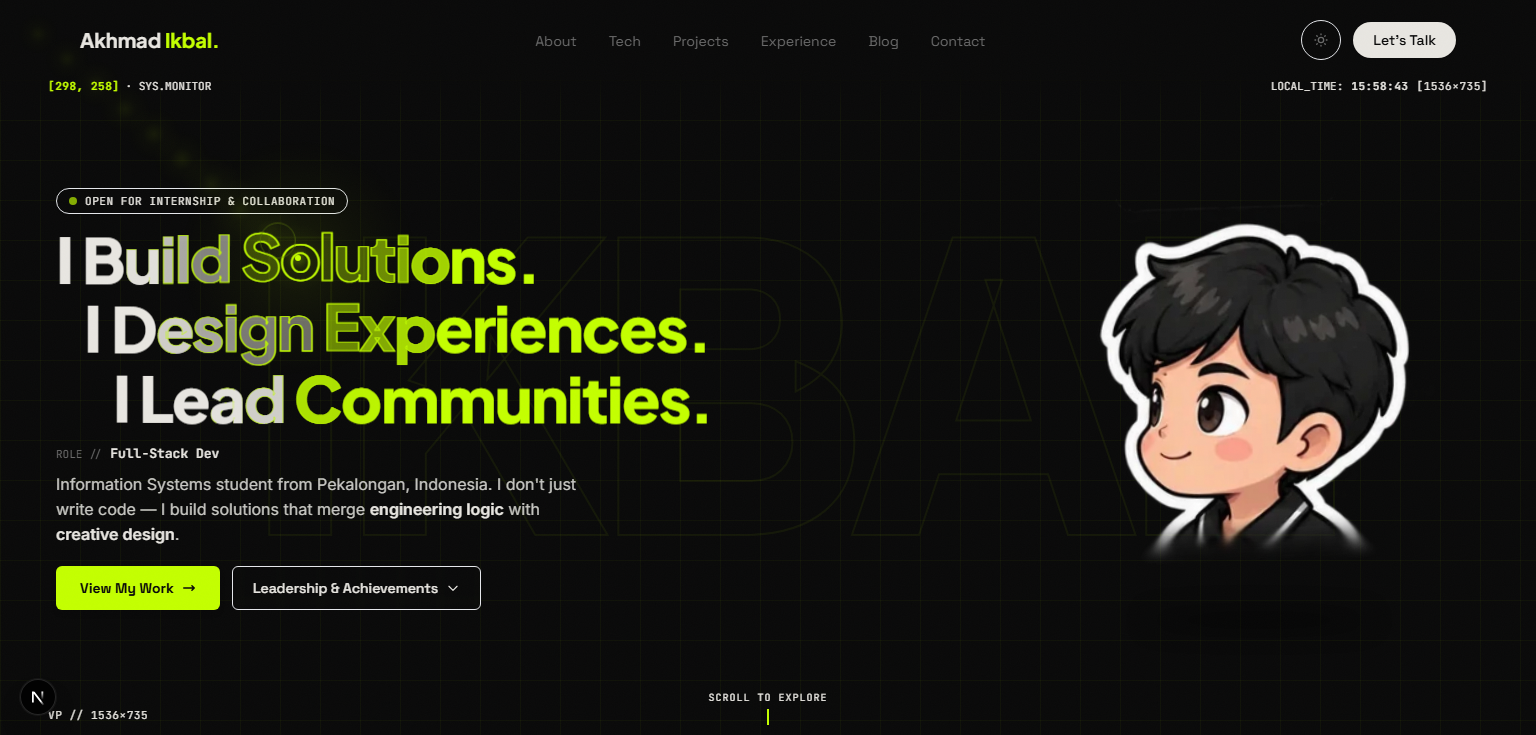 Akhmad Ikbal.
About Tech Projects Experience Blog Contact
Let's Talk
[298, 258] · SYS.MONITOR
LOCAL_TIME: 15:58:43 [1536×735]
OPEN FOR INTERNSHIP & COLLABORATION
I Build Solutions.
I Design Experiences.
I Lead Communities.
IKBAL
ROLE // Full-Stack Dev
Information Systems student from Pekalongan, Indonesia. I don't just
write code — I build solutions that merge engineering logic with
creative design.
View My Work →
Leadership & Achievements
SCROLL TO EXPLORE
N
VP // 1536×735